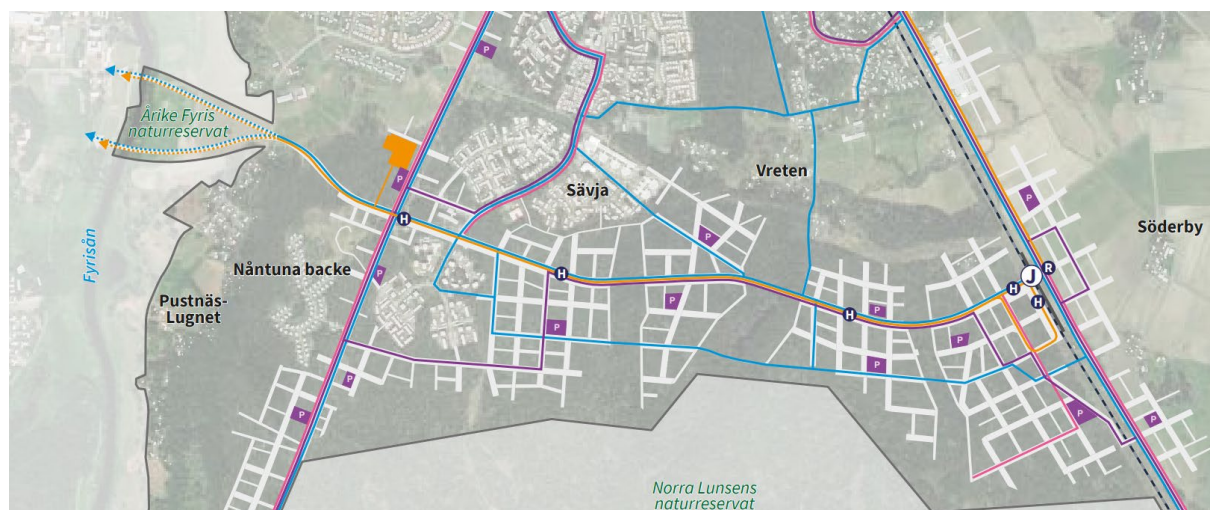 P
Årike Fyris
naturreservat
Vreten
P
Sävja
P
H
Söderby
P
Fyrisån
Nåntuna backe
P
H
J
R
H
H
Pustnäs-
Lugnet
P
P
H
P
P
P
P
P
P
P
Norra Lunsens
naturreservat